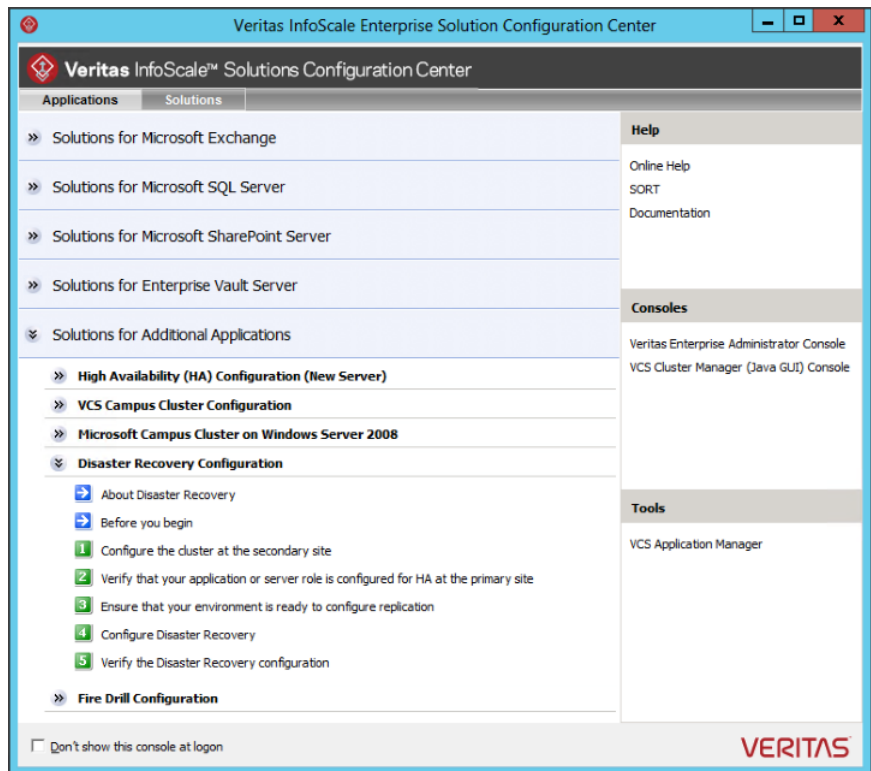 Veritas InfoScale Enterprise Solution Configuration Center
Veritas InfoScale™ Solutions Configuration Center
Applications
Solutions
Solutions for Microsoft Exchange
Solutions for Microsoft SQL Server
Solutions for Microsoft SharePoint Server
Solutions for Enterprise Vault Server
Solutions for Additional Applications
High Availability (HA) Configuration (New Server)
VCS Campus Cluster Configuration
Microsoft Campus Cluster on Windows Server 2008
Disaster Recovery Configuration
About Disaster Recovery
Before you begin
1 Configure the cluster at the secondary site
2 Verify that your application or server role is configured for HA at the primary site
3 Ensure that your environment is ready to configure replication
4 Configure Disaster Recovery
5 Verify the Disaster Recovery configuration
Fire Drill Configuration
Help
Online Help
SORT
Documentation
Consoles
Veritas Enterprise Administrator Console
VCS Cluster Manager (Java GUI) Console
Tools
VCS Application Manager
Don't show this console at logon
VERITAS